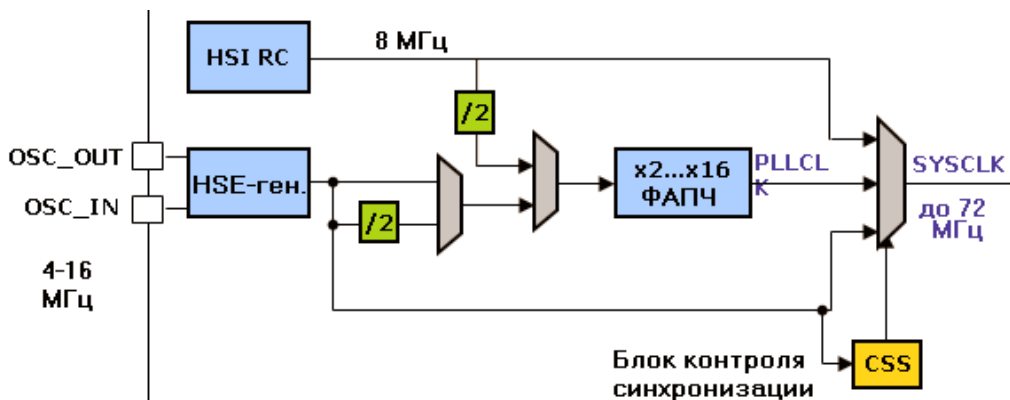 8 МГц
HSI RC
/2
OSC_OUT
HSE-ген.
x2...x16
ФАПЧ
PLLCL
K
SYSCLK
OSC_IN
/2
до 72
МГц
4-16
МГц
Блок контроля
синхронизации
CSS